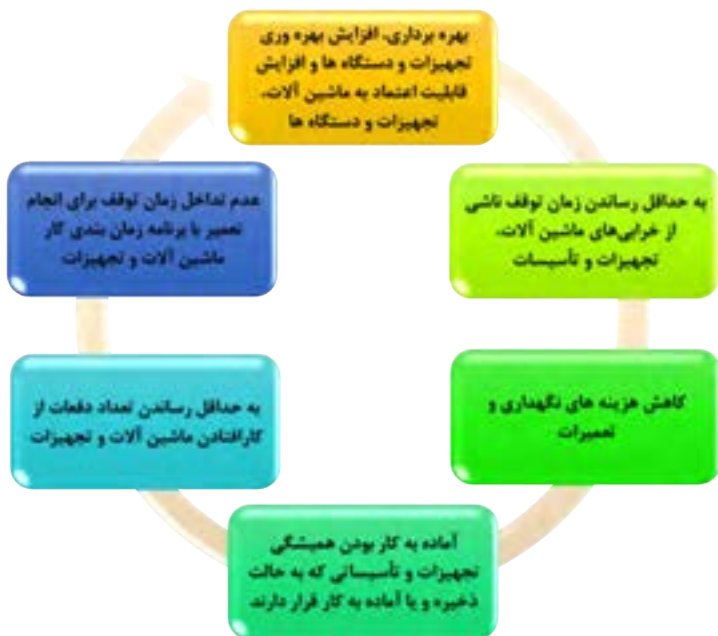 بهره برداری، افزایش بهره وری
تجهیزات و دستگاه ها و افزایش
قابلیت اعتماد به ماشین آلات،
تجهیزات و دستگاه ها
به حداقل رساندن زمان توقف ناشی
از خرابی‌های ماشین آلات،
تجهیزات و تأسیسات
کاهش هزینه های نگهداری و
تعمیرات
آماده به کار بودن همیشگی
تجهیزات و تأسیساتی که به حالت
ذخیره و یا آماده به کار قرار دارند.
به حداقل رساندن تعداد دفعات از
کارافتادن ماشین آلات و تجهیزات
عدم تداخل زمان توقف برای انجام
تعمیر با برنامه زمان بندی کار
ماشین آلات و تجهیزات